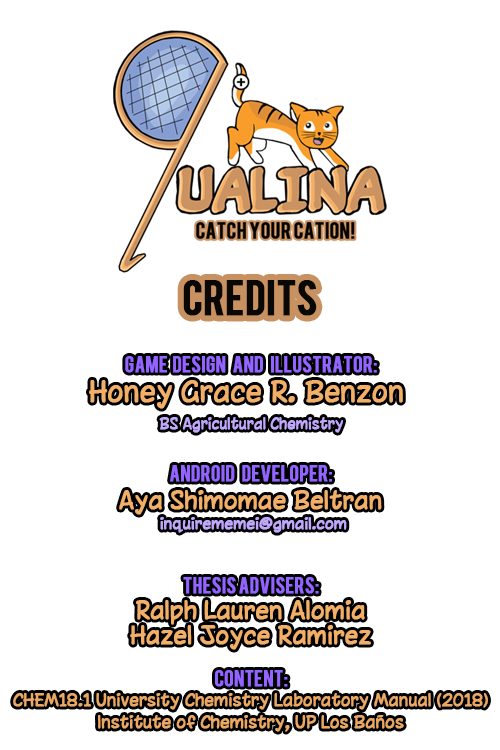 QUALINA
CATCH YOUR CATION!
CREDITS
GAME DESIGN AND ILLUSTRATOR:
Honey Grace R. Benzon
BS Agricultural Chemistry
ANDROID DEVELOPER:
Aya Shimomae Beltran
inquirememei@gmail.com
THESIS ADVISERS:
Ralph Lauren Alomia
Hazel Joyce Ramirez
CONTENT:
CHEM18.1 University Chemistry Laboratory Manual (2018)
Institute of Chemistry, UP Los Baños